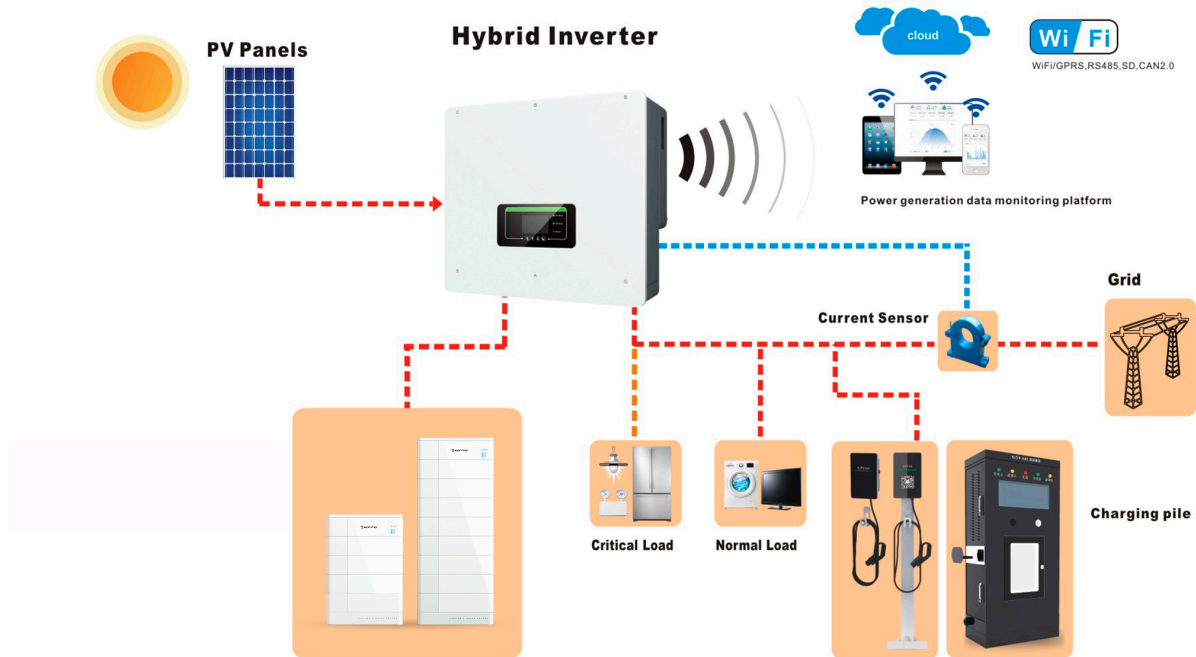 PV Panels
Hybrid Inverter
cloud
Wi Fi
WiFi/GPRS,RS485,SD,CAN2.0
Power generation data monitoring platform
Grid
Current Sensor
Critical Load
Normal Load
Charging pile